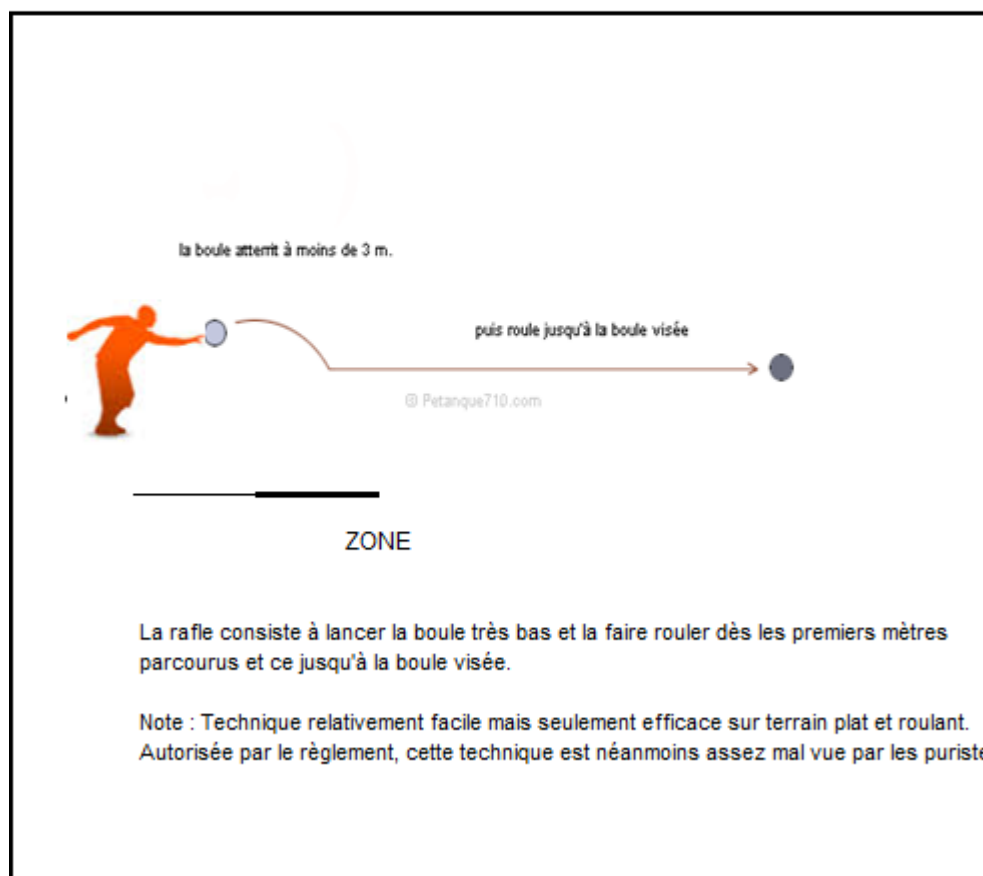 la boule atterrit à moins de 3 m.
puis roule jusqu'à la boule visée
© Petanque710.com
ZONE
La rafle consiste à lancer la boule très bas et la faire rouler dès les premiers mètres
parcourus et ce jusqu'à la boule visée.
Note : Technique relativement facile mais seulement efficace sur terrain plat et roulant.
Autorisée par le règlement, cette technique est néanmoins assez mal vue par les puriste